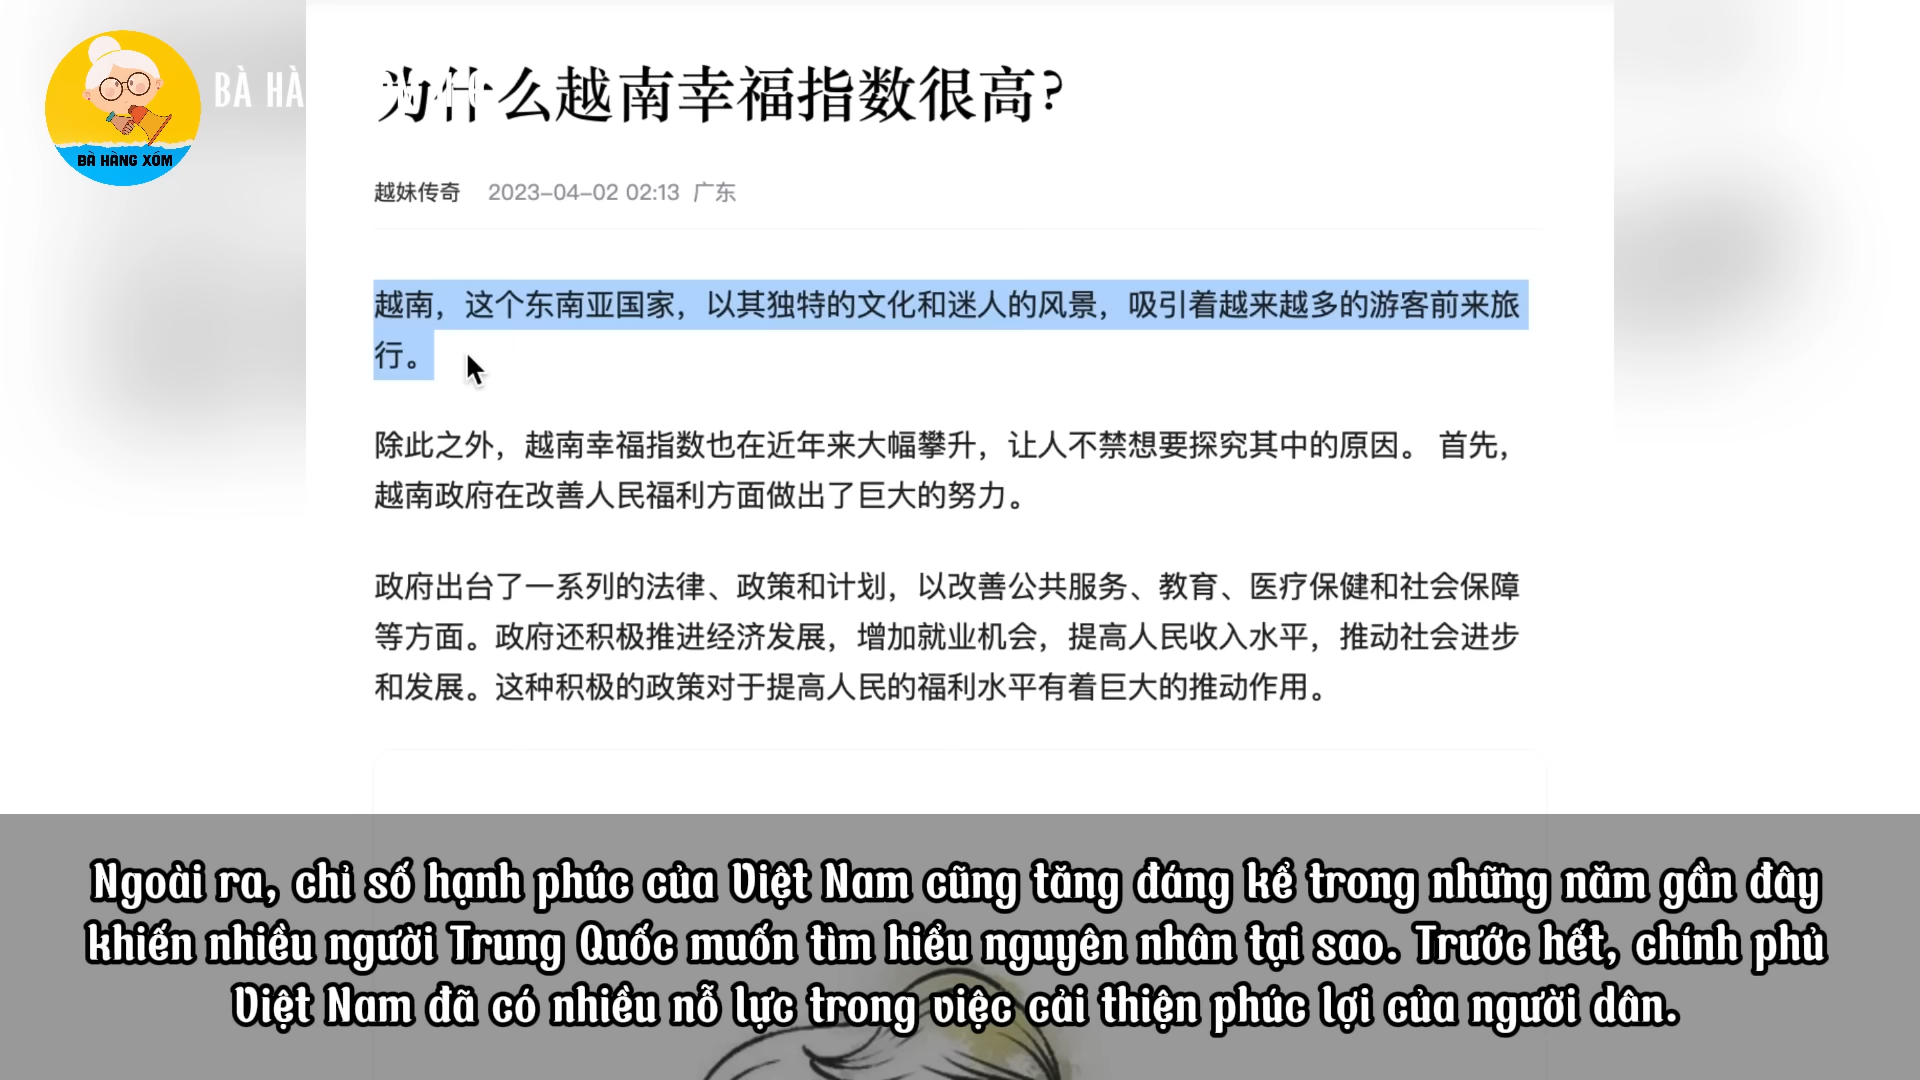 BÀ HÀNG XÓM
BÀ HÀ
为什么越南幸福指数很高?
越妹传奇 2023-04-02 02:13 广东
越南，这个东南亚国家，以其独特的文化和迷人的风景，吸引着越来越多的游客前来旅
行。
除此之外，越南幸福指数也在近年来大幅攀升，让人不禁想要探究其中的原因。 首先，
越南政府在改善人民福利方面做出了巨大的努力。
政府出台了一系列的法律、政策和计划，以改善公共服务、教育、医疗保健和社会保障
等方面。政府还积极推进经济发展，增加就业机会，提高人民收入水平，推动社会进步
和发展。这种积极的政策对于提高人民的福利水平有着巨大的推动作用。
Ngoài ra, chỉ số hạnh phúc của Việt Nam cũng tăng đáng kể trong những năm gần đây
khiến nhiều người Trung Quốc muốn tìm hiểu nguyên nhân tại sao. Trước hết, chính phủ
Việt Nam đã có nhiều nỗ lực trong việc cải thiện phúc lợi của người dân.